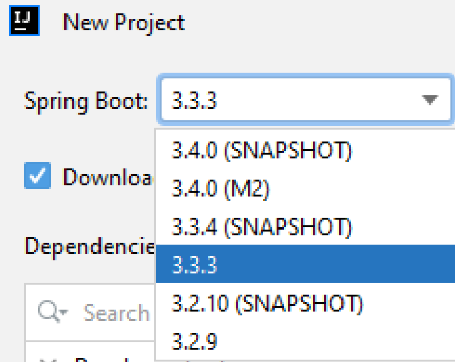 IJ New Project
Spring Boot: 3.3.3
3.4.0 (SNAPSHOT)
Downloa 3.4.0 (M2)
3.3.4 (SNAPSHOT)
Dependencie 3.3.3
Search 3.2.10 (SNAPSHOT)
3.2.9